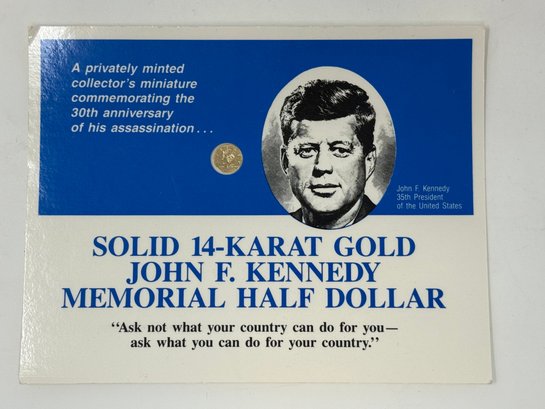 A privately minted
collector's miniature
commemorating the
30th anniversary
of his assassination...
John F. Kennedy
35th President
of the United States
SOLID 14-KARAT GOLD
JOHN F. KENNEDY
MEMORIAL HALF DOLLAR
"Ask not what your country can do for you—
ask what you can do for your country."